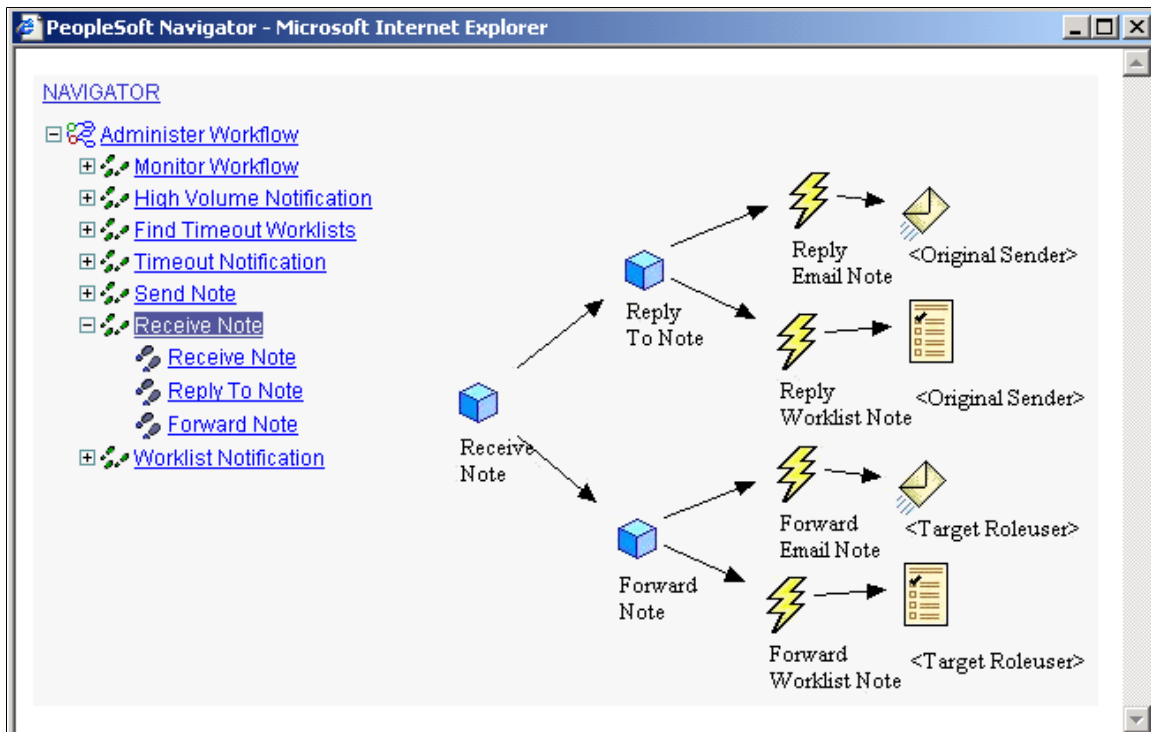 PeopleSoft Navigator - Microsoft Internet Explorer
NAVIGATOR
Administer Workflow
Monitor Workflow
High Volume Notification
Find Timeout Worklists
Timeout Notification
Send Note
Receive Note
Receive Note
Reply To Note
Forward Note
Worklist Notification
Receive
Note
Reply
To Note
Reply
Email Note
<Original Sender>
Reply
Worklist Note
<Original Sender>
Forward
Note
Forward
Email Note
<Target Roleuser>
Forward
Worklist Note
<Target Roleuser>